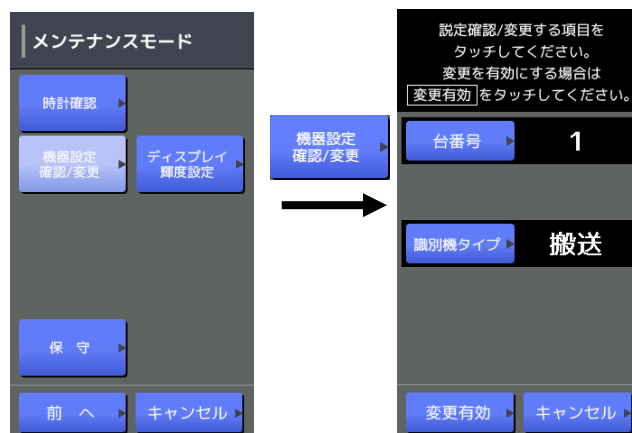 メンテナンスモード
時計確認
機器設定
確認/変更
ディスプレイ
輝度設定
保 守
前 へ
キャンセル
機器設定
確認/変更
説定確認/変更する項目を
タッチしてください。
変更を有効にする場合は
変更有効 をタッチしてください。
台番号
1
識別機タイプ
搬送
変更有効
キャンセル